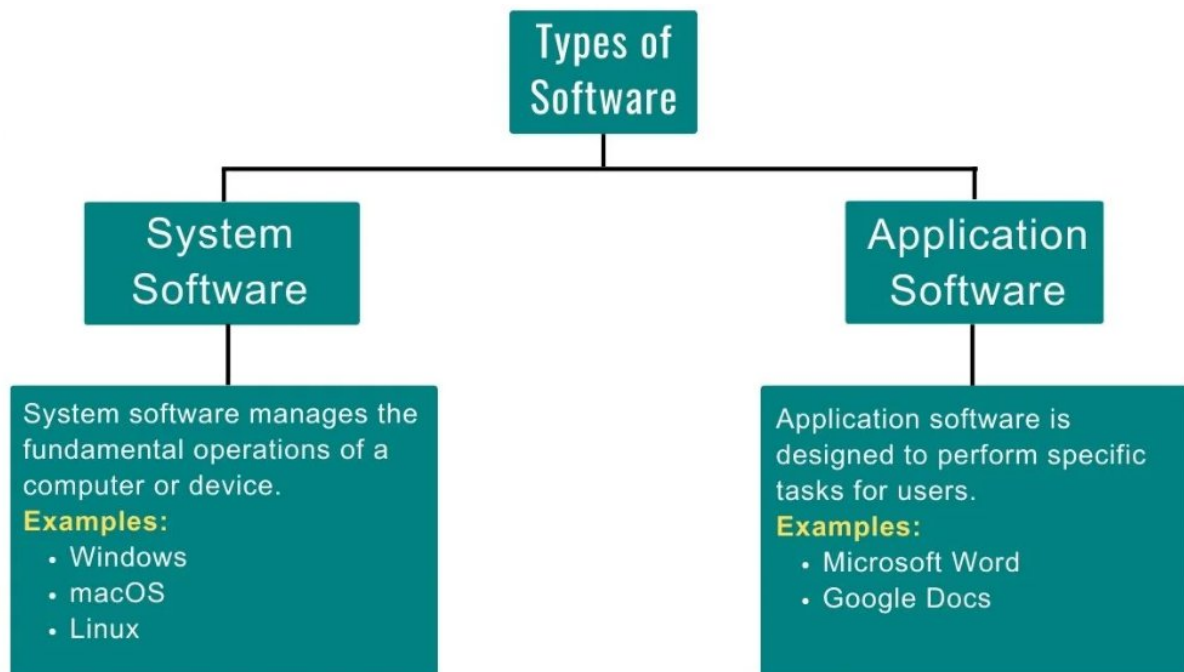 Types of
Software
System
Software
Application
Software
System software manages the
fundamental operations of a
computer or device.
Examples:
• Windows
• macOS
• Linux
Application software is
designed to perform specific
tasks for users.
Examples:
• Microsoft Word
• Google Docs